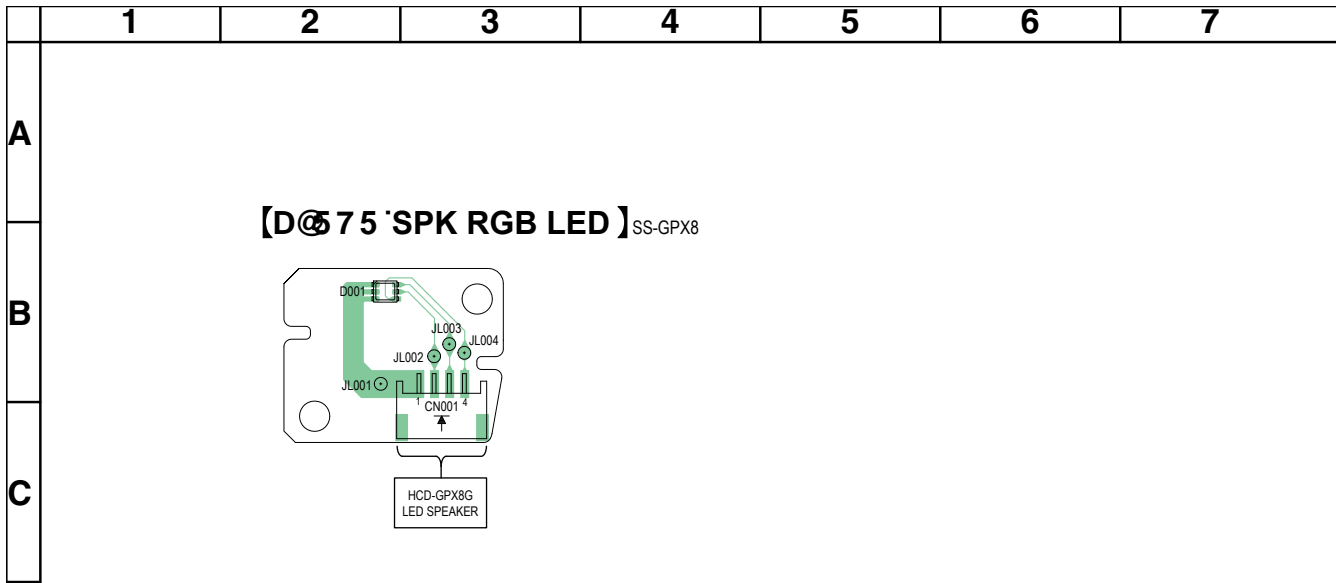 1 2 3 4 5 6 7
A
【D@575˙SPK RGB LED】SS-GPX8
B
D001
JL003
JL004
JL002
JL001
1 4
CN001
C
HCD-GPX8G
LED SPEAKER